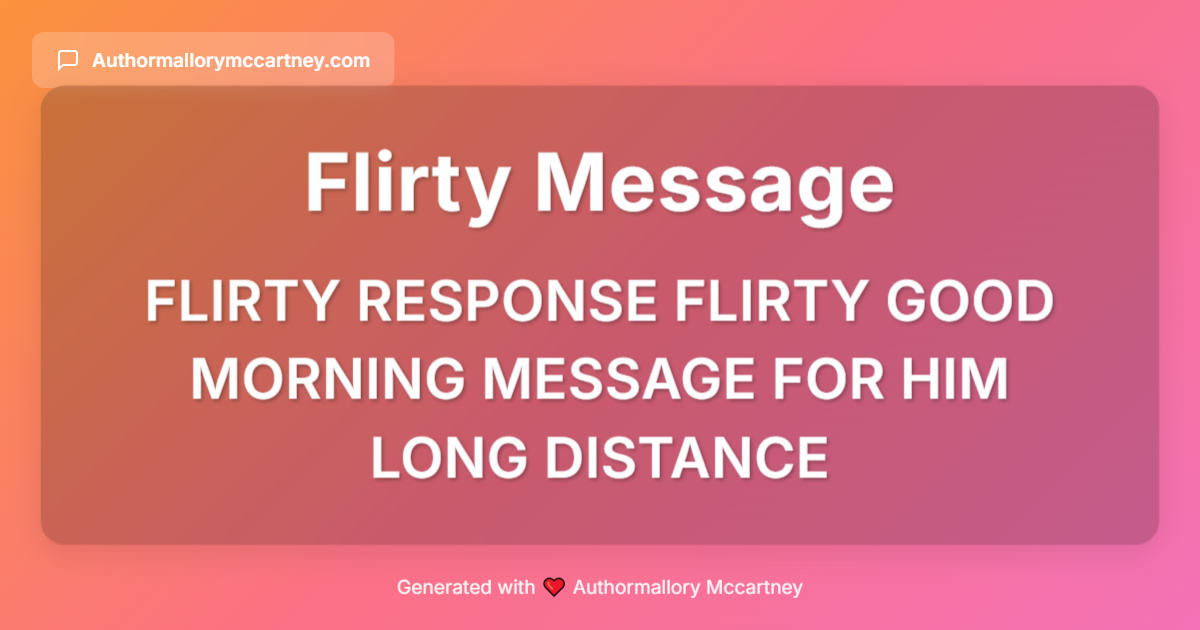 Authormallorymccartney.com
Flirty Message
FLIRTY RESPONSE FLIRTY GOOD
MORNING MESSAGE FOR HIM
LONG DISTANCE
Generated with ❤️ Authormallory Mccartney